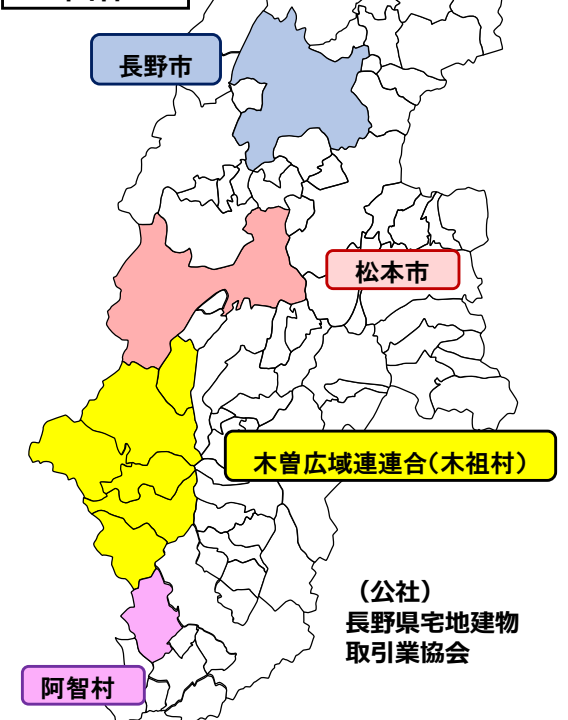 長野市
松本市
木曽広域連連合(木祖村)
(公社)
長野県宅地建物
取引業協会
阿智村